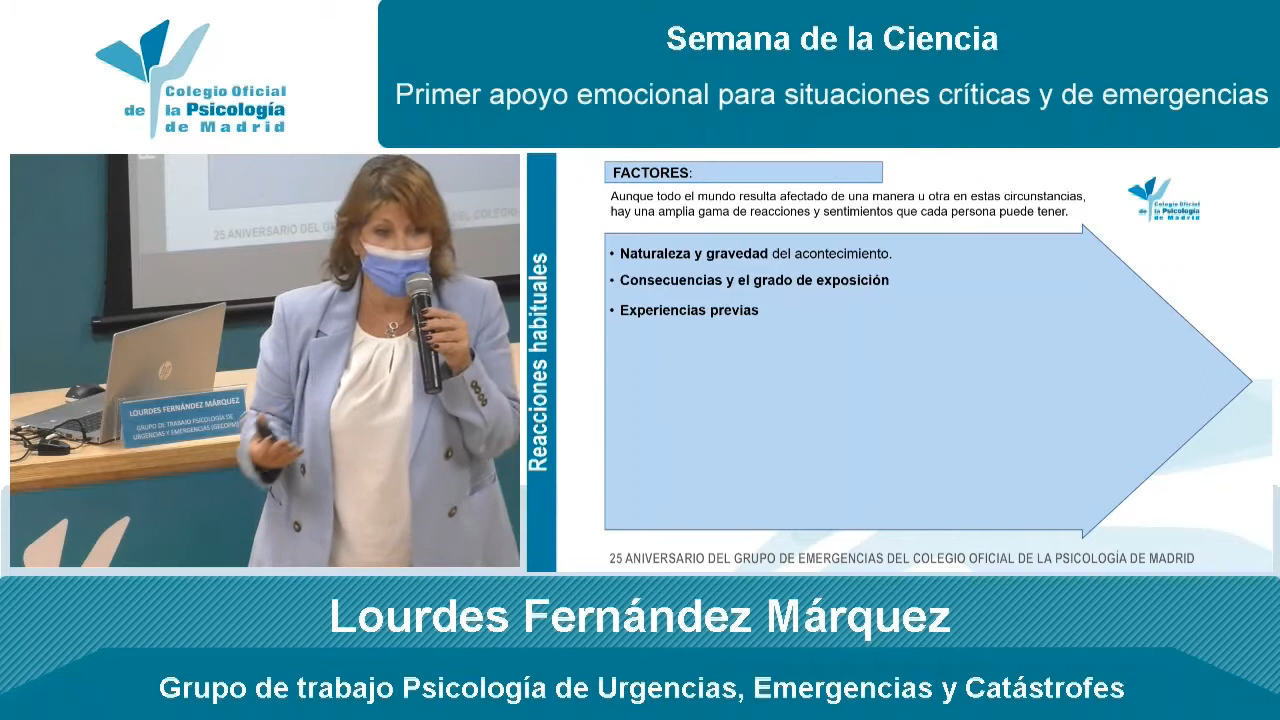 Colegio Oficial
de la Psicología
de Madrid
Semana de la Ciencia
Primer apoyo emocional para situaciones críticas y de emergencias
25 ANIVERSARIO DEL
COLEGIO
LOURDES FERNÁNDEZ MÁRQUEZ
GRUPO DE TRABAJO PSICOLOGÍA DE
URGENCIAS Y EMERGENCIAS (GECOPM)
hp
Reacciones habituales
FACTORES:
Aunque todo el mundo resulta afectado de una manera u otra en estas circunstancias,
hay una amplia gama de reacciones y sentimientos que cada persona puede tener.
Colegio Oficial
de la Psicología
de Madrid
• Naturaleza y gravedad del acontecimiento.
• Consecuencias y el grado de exposición
• Experiencias previas
25 ANIVERSARIO DEL GRUPO DE EMERGENCIAS DEL COLEGIO OFICIAL DE LA PSICOLOGÍA DE MADRID
Lourdes Fernández Márquez
Grupo de trabajo Psicología de Urgencias, Emergencias y Catástrofes